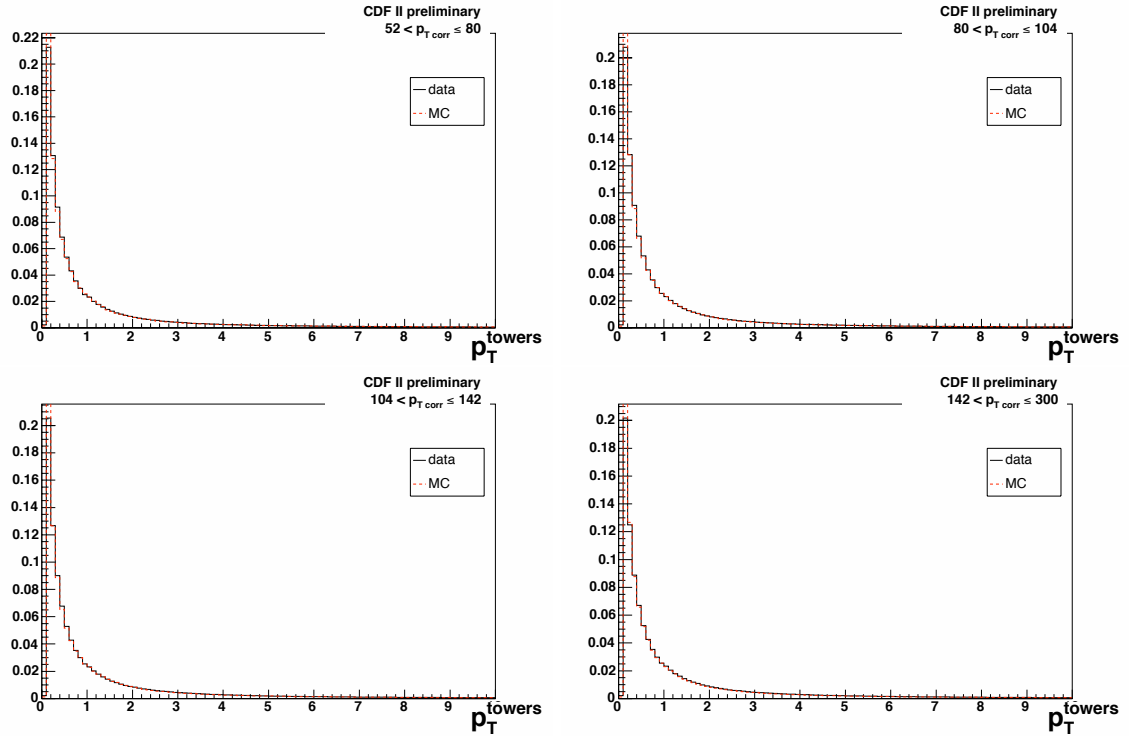 CDF II preliminary
52 < p_T corr ≤ 80
0.22
0.2
0.18
0.16
0.14
0.12
0.1
0.08
0.06
0.04
0.02
0
data
MC
0 1 2 3 4 5 6 7 8 9
p_T^towers
CDF II preliminary
80 < p_T corr ≤ 104
0.2
0.18
0.16
0.14
0.12
0.1
0.08
0.06
0.04
0.02
0
data
MC
0 1 2 3 4 5 6 7 8 9
p_T^towers
CDF II preliminary
104 < p_T corr ≤ 142
0.2
0.18
0.16
0.14
0.12
0.1
0.08
0.06
0.04
0.02
0
data
MC
0 1 2 3 4 5 6 7 8 9
p_T^towers
CDF II preliminary
142 < p_T corr ≤ 300
0.2
0.18
0.16
0.14
0.12
0.1
0.08
0.06
0.04
0.02
0
data
MC
0 1 2 3 4 5 6 7 8 9
p_T^towers